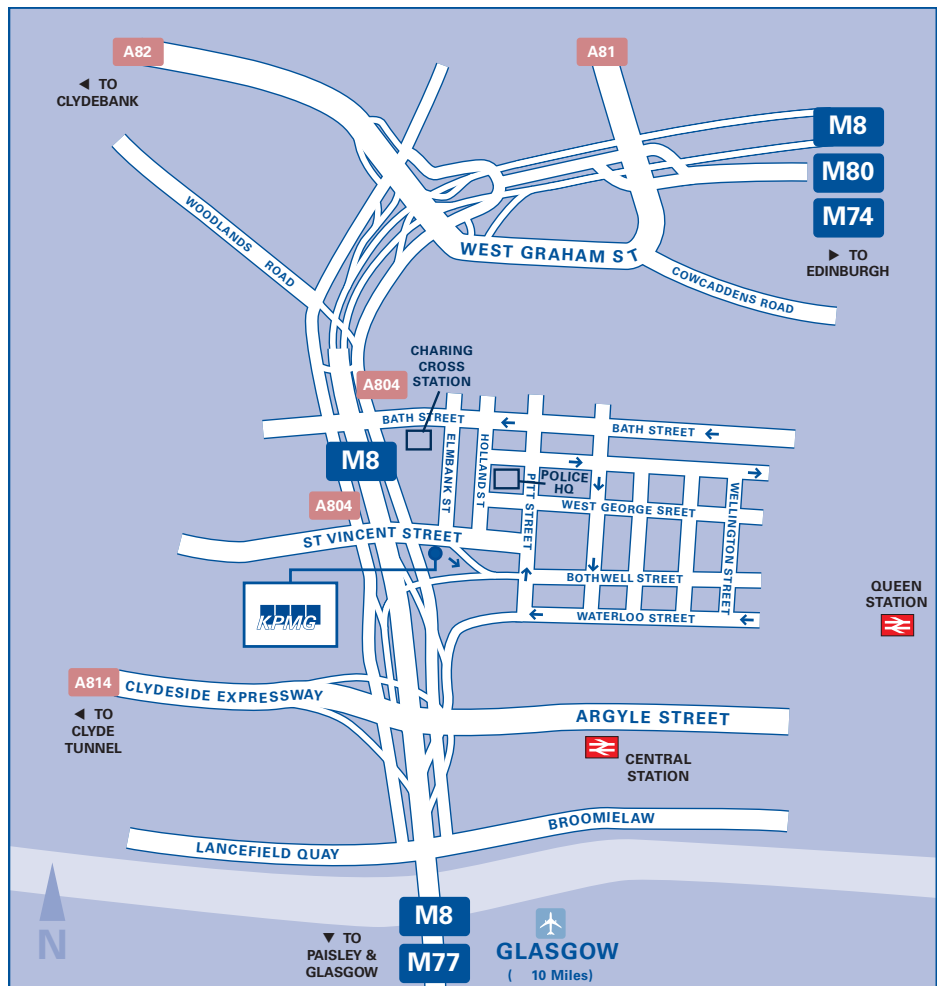 A82
A81
◀ TO
CLYDEBANK
M8
M80
M74
▶ TO
EDINBURGH
WOODLANDS ROAD
WEST GRAHAM ST
COWCADDENS ROAD
CHARING
CROSS
STATION
A804
BATH STREET
BATH STREET
M8
ELMBANK ST
HOLLAND ST
PITT STREET
POLICE
HQ
WELLINGTON STREET
A804
WEST GEORGE SREET
ST VINCENT STREET
BOTHWELL STREET
WATERLOO STREET
KPMG
QUEEN
STATION
A814
CLYDESIDE EXPRESSWAY
◀ TO
CLYDE
TUNNEL
ARGYLE STREET
CENTRAL
STATION
BROOMIELAW
LANCEFIELD QUAY
N
M8
M77
▼ TO
PAISLEY &
GLASGOW
GLASGOW
( 10 Miles)